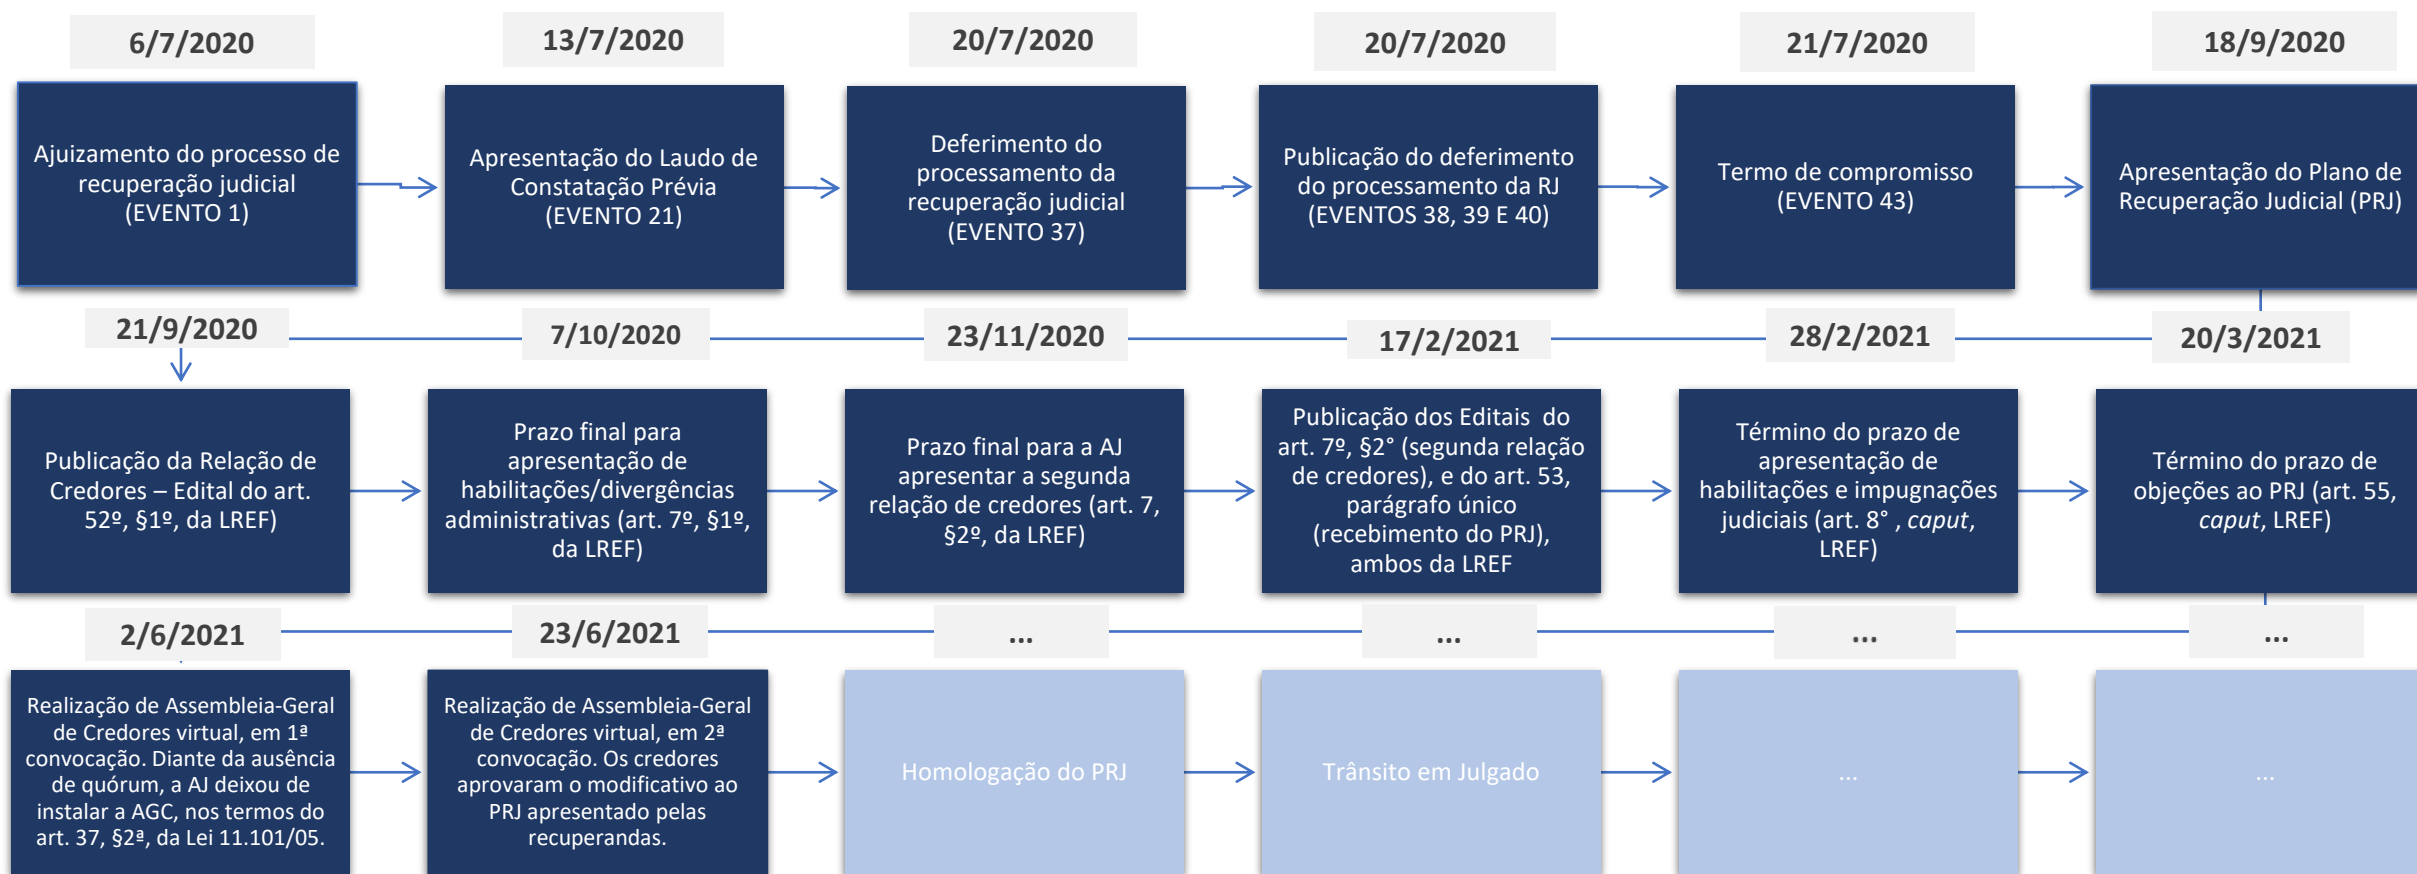 6/7/2020
13/7/2020
20/7/2020
20/7/2020
21/7/2020
18/9/2020
Ajuizamento do processo de
recuperação judicial
(EVENTO 1)
Apresentação do Laudo de
Constatação Prévia
(EVENTO 21)
Deferimento do
processamento da
recuperação judicial
(EVENTO 37)
Publicação do deferimento
do processamento da RJ
(EVENTOS 38, 39 E 40)
Termo de compromisso
(EVENTO 43)
Apresentação do Plano de
Recuperação Judicial (PRJ)
21/9/2020
7/10/2020
23/11/2020
17/2/2021
28/2/2021
20/3/2021
Publicação da Relação de
Credores – Edital do art.
52º, §1º, da LREF)
Prazo final para
apresentação de
habilitações/divergências
administrativas (art. 7º, §1º,
da LREF)
Prazo final para a AJ
apresentar a segunda
relação de credores (art. 7,
§2º, da LREF)
Publicação dos Editais do
art. 7º, §2° (segunda relação
de credores), e do art. 53,
parágrafo único
(recebimento do PRJ),
ambos da LREF
Término do prazo de
apresentação de
habilitações e impugnações
judiciais (art. 8° , caput,
LREF)
Término do prazo de
objeções ao PRJ (art. 55,
caput, LREF)
2/6/2021
23/6/2021
...
...
...
...
Realização de Assembleia-Geral
de Credores virtual, em 1ª
convocação. Diante da ausência
de quórum, a AJ deixou de
instalar a AGC, nos termos do
art. 37, §2ª, da Lei 11.101/05.
Realização de Assembleia-Geral
de Credores virtual, em 2ª
convocação. Os credores
aprovaram o modificativo ao
PRJ apresentado pelas
recuperandas.
Homologação do PRJ
Trânsito em Julgado
...
...